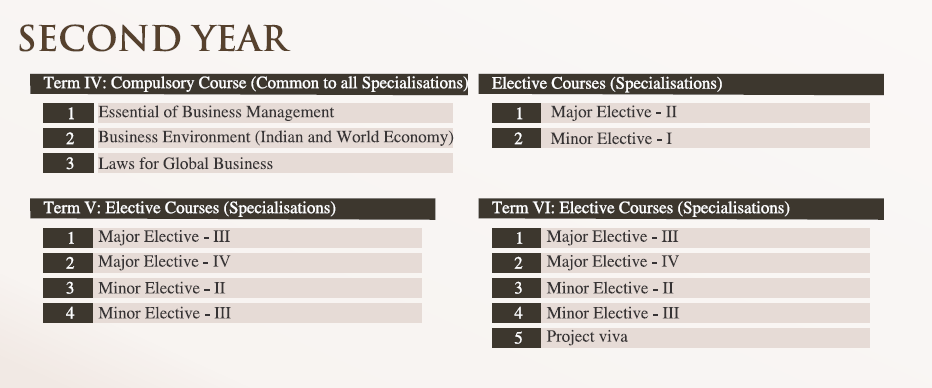 SECOND YEAR
Term IV: Compulsory Course (Common to all Specialisations)
1 Essential of Business Management
2 Business Environment (Indian and World Economy)
3 Laws for Global Business
Elective Courses (Specialisations)
1 Major Elective - II
2 Minor Elective - I
Term V: Elective Courses (Specialisations)
1 Major Elective - III
2 Major Elective - IV
3 Minor Elective - II
4 Minor Elective - III
Term VI: Elective Courses (Specialisations)
1 Major Elective - III
2 Major Elective - IV
3 Minor Elective - II
4 Minor Elective - III
5 Project viva